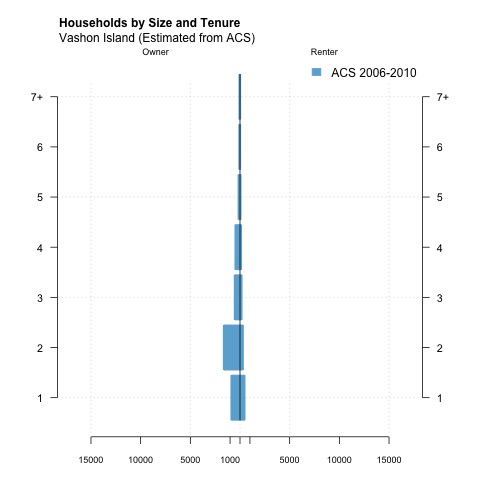 Households by Size and Tenure
Vashon Island (Estimated from ACS)
Owner Renter
ACS 2006-2010
7+ 7+
6 6
5 5
4 4
3 3
2 2
1 1
15000 10000 5000 1000 5000 10000 15000